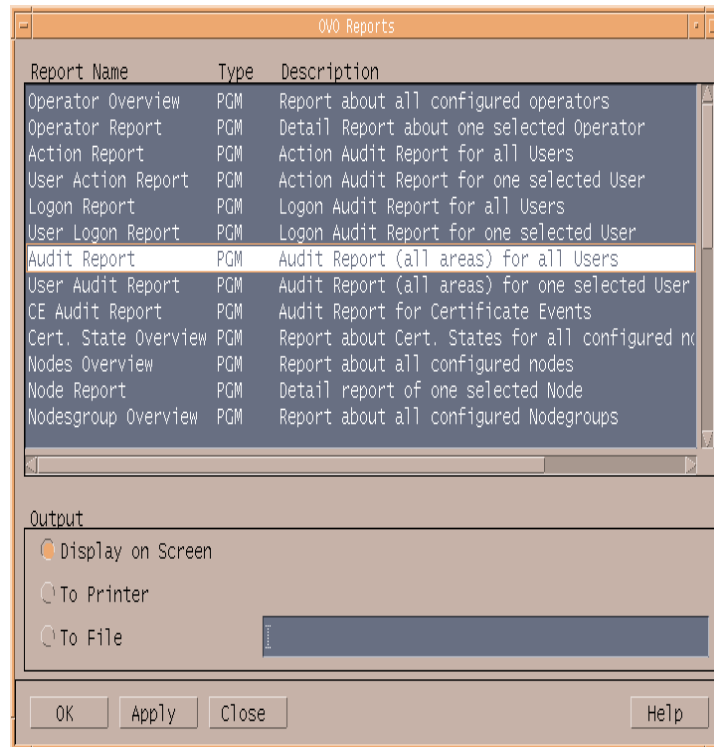 OVO Reports
Report Name Type Description
Operator Overview PGM Report about all configured operators
Operator Report PGM Detail Report about one selected Operator
Action Report PGM Action Audit Report for all Users
User Action Report PGM Action Audit Report for one selected User
Logon Report PGM Logon Audit Report for all Users
User Logon Report PGM Logon Audit Report for one selected User
Audit Report PGM Audit Report (all areas) for all Users
User Audit Report PGM Audit Report (all areas) for one selected User
CE Audit Report PGM Audit Report for Certificate Events
Cert. State Overview PGM Report about Cert. States for all configured no
Nodes Overview PGM Report about all configured nodes
Node Report PGM Detail report of one selected Node
Nodesgroup Overview PGM Report about all configured Nodegroups
Output
Display on Screen
To Printer
To File
OK Apply Close Help